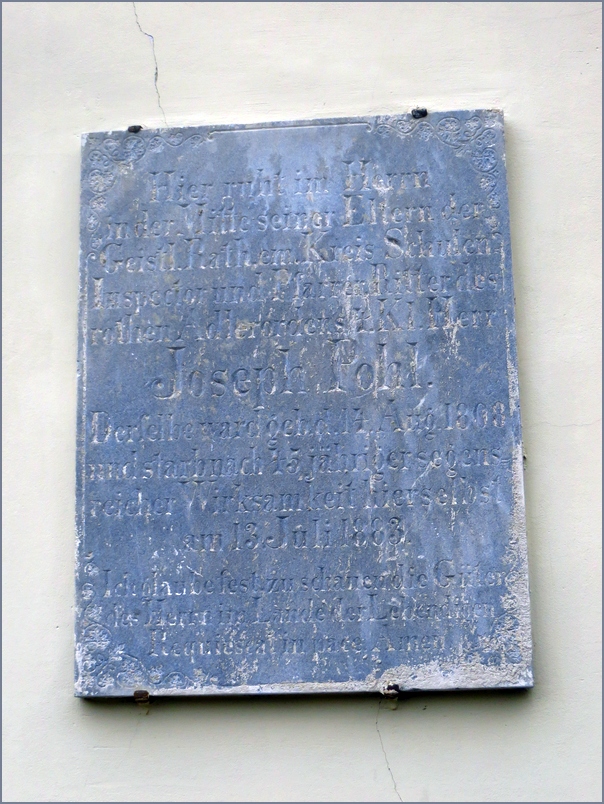 Hier ruht im Herrn
in der Mitte seiner Eltern der
Geistl. Rath em. Kreis Schulen
Inspector und Pfarrer, Ritter des
rothen Adlerordens Kl. Herr
Joseph Pohl.
Derselbe ward geb. d. 14. Aug. 1808
und starb nach 45 jähriger segens-
reicher Wirksamkeit hierselbst
am 13. Juli 1883.
Ich glaube fest zu schauen die Güter
des Herrn im Lande der Lebendigen
Requiescat in pace, Amen